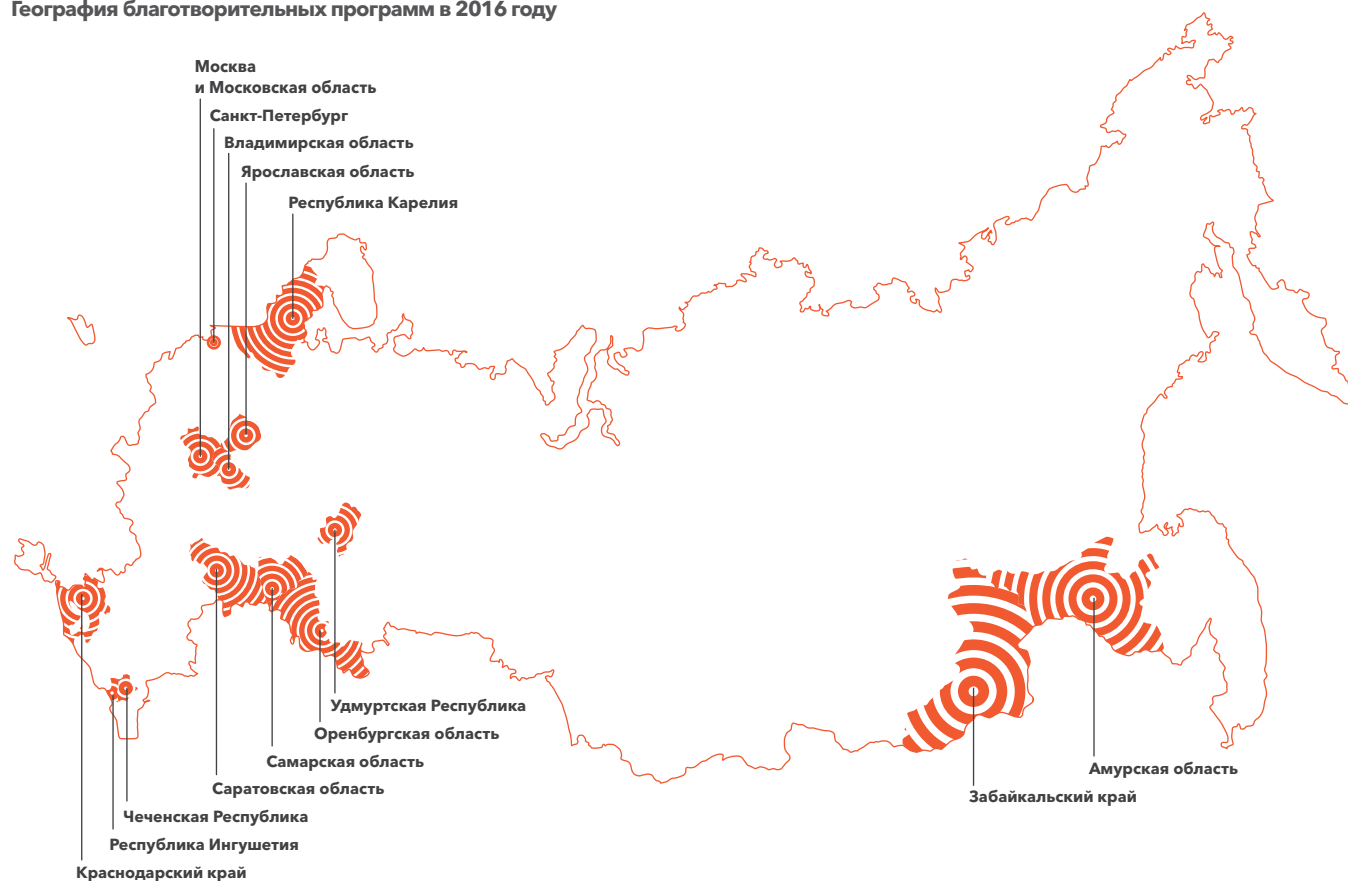 География благотворительных программ в 2016 году
Москва
и Московская область
Санкт-Петербург
Владимирская область
Ярославская область
Республика Карелия
Удмуртская Республика
Оренбургская область
Самарская область
Саратовская область
Чеченская Республика
Республика Ингушетия
Краснодарский край
Амурская область
Забайкальский край